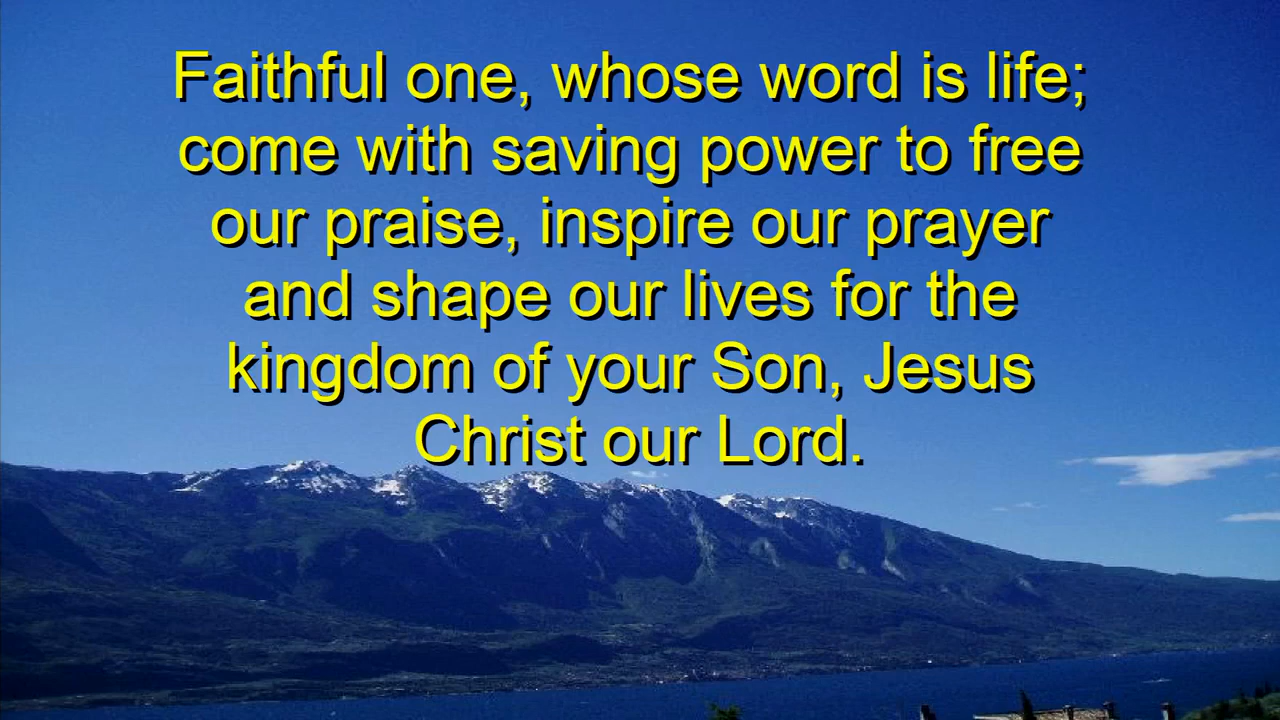 Faithful one, whose word is life;
come with saving power to free
our praise, inspire our prayer
and shape our lives for the
kingdom of your Son, Jesus
Christ our Lord.